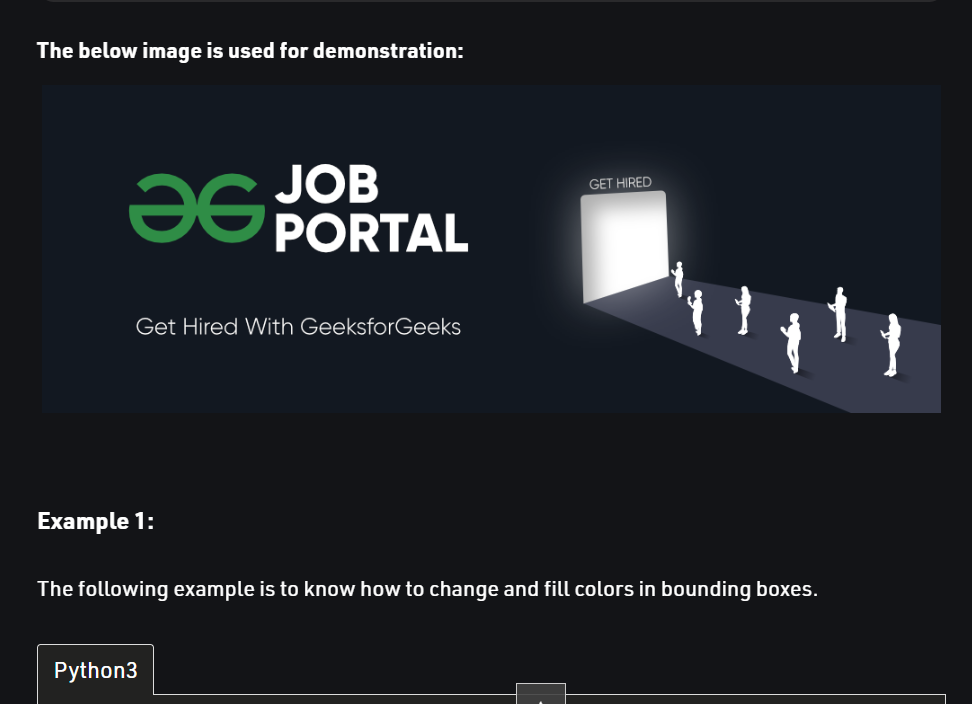 The below image is used for demonstration:
JOB
PORTAL
GET HIRED
Get Hired With GeeksforGeeks
Example 1:
The following example is to know how to change and fill colors in bounding boxes.
Python3